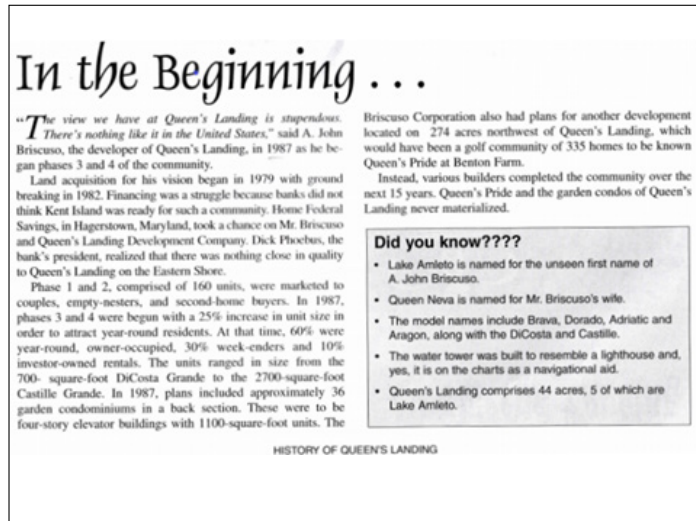 In the Beginning . . .
"The view we have at Queen's Landing is stupendous.
There's nothing like it in the United States," said A. John
Briscuso, the developer of Queen's Landing, in 1987 as he be-
gan phases 3 and 4 of the community.
Land acquisition for his vision began in 1979 with ground
breaking in 1982. Financing was a struggle because banks did not
think Kent Island was ready for such a community. Home Federal
Savings, in Hagerstown, Maryland, took a chance on Mr. Briscuso
and Queen's Landing Development Company. Dick Phoebus, the
bank's president, realized that there was nothing close in quality
to Queen's Landing on the Eastern Shore.
Phase 1 and 2, comprised of 160 units, were marketed to
couples, empty-nesters, and second-home buyers. In 1987,
phases 3 and 4 were begun with a 25% increase in unit size in
order to attract year-round residents. At that time, 60% were
year-round, owner-occupied, 30% week-enders and 10%
investor-owned rentals. The units ranged in size from the
700- square-foot DiCosta Grande to the 2700-square-foot
Castille Grande. In 1987, plans included approximately 36
garden condominiums in a back section. These were to be
four-story elevator buildings with 1100-square-foot units. The
Briscuso Corporation also had plans for another development
located on 274 acres northwest of Queen's Landing, which
would have been a golf community of 335 homes to be known
Queen's Pride at Benton Farm.
Instead, various builders completed the community over the
next 15 years. Queen's Pride and the garden condos of Queen's
Landing never materialized.
Did you know????
• Lake Amleto is named for the unseen first name of
A. John Briscuso.
• Queen Neva is named for Mr. Briscuso's wife.
• The model names include Brava, Dorado, Adriatic and
Aragon, along with the DiCosta and Castille.
• The water tower was built to resemble a lighthouse and,
yes, it is on the charts as a navigational aid.
• Queen's Landing comprises 44 acres, 5 of which are
Lake Amleto.
HISTORY OF QUEEN'S LANDING